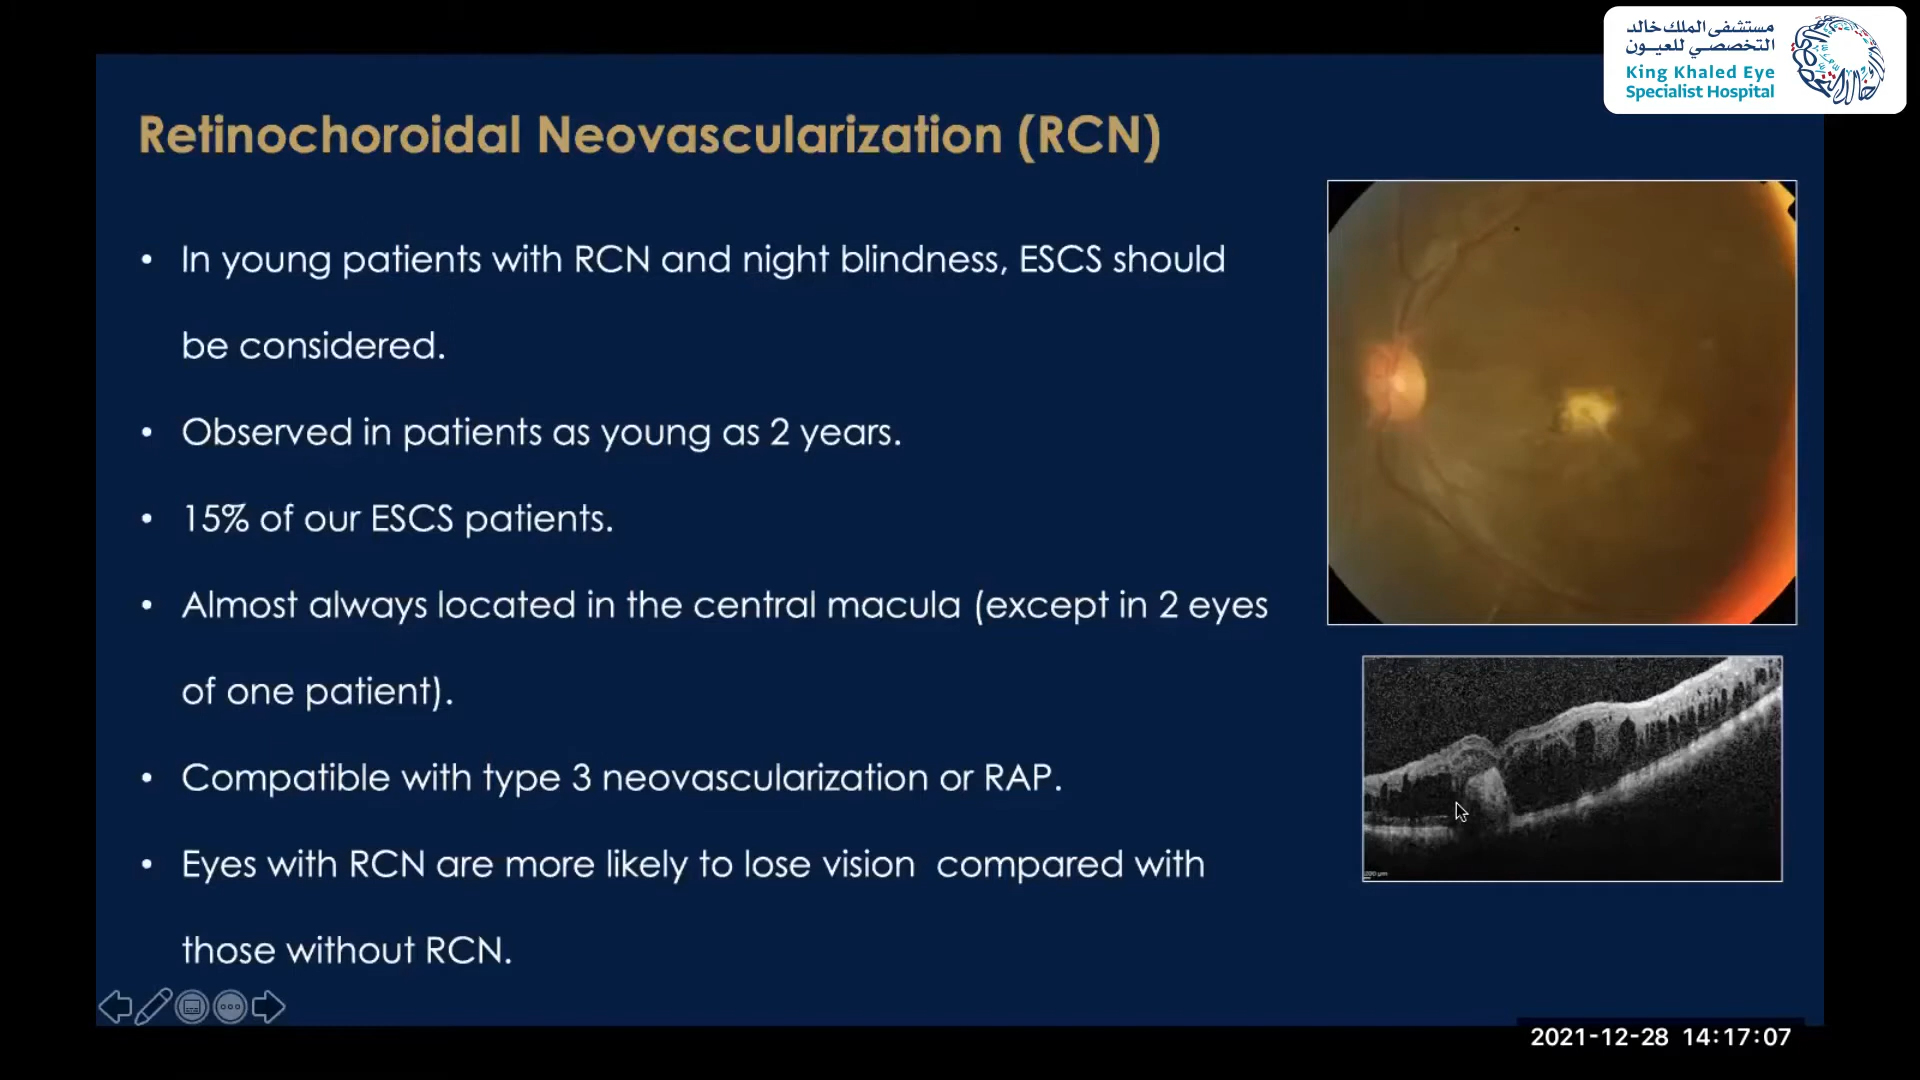 مستشفى الملك خالد
التخصصي للعيون
King Khaled Eye
Specialist Hospital
Retinochoroidal Neovascularization (RCN)
• In young patients with RCN and night blindness, ESCS should
be considered.
• Observed in patients as young as 2 years.
• 15% of our ESCS patients.
• Almost always located in the central macula (except in 2 eyes
of one patient).
• Compatible with type 3 neovascularization or RAP.
• Eyes with RCN are more likely to lose vision compared with
those without RCN.
200 µm
2021-12-28 14:17:07